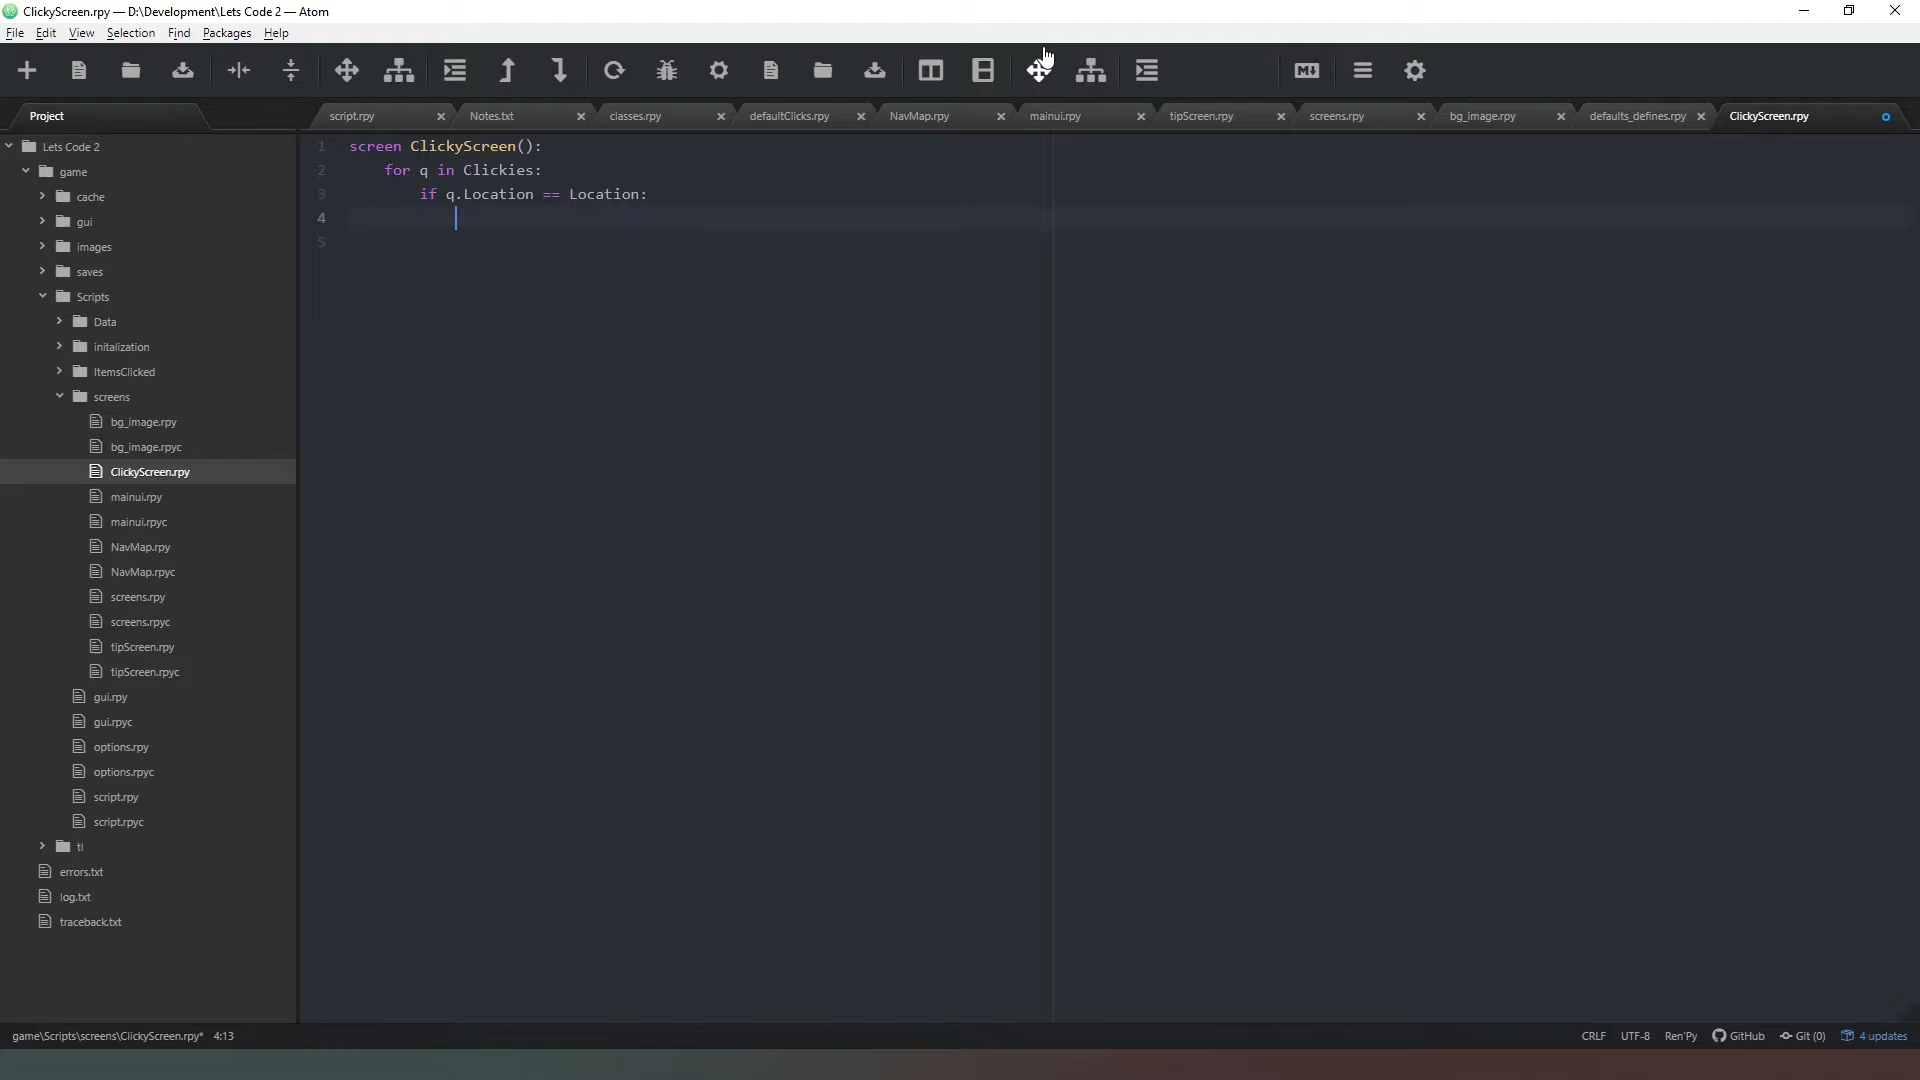 ClickyScreen.rpy — D:\Development\Lets Code 2 — Atom
File Edit View Selection Find Packages Help
M↓
Project
script.rpy Notes.txt classes.rpy defaultClicks.rpy NavMap.rpy mainui.rpy tipScreen.rpy screens.rpy bg_image.rpy defaults_defines.rpy ClickyScreen.rpy
Lets Code 2
game
cache
gui
images
saves
Scripts
Data
initalization
ItemsClicked
screens
bg_image.rpy
bg_image.rpyc
ClickyScreen.rpy
mainui.rpy
mainui.rpyc
NavMap.rpy
NavMap.rpyc
screens.rpy
screens.rpyc
tipScreen.rpy
tipScreen.rpyc
gui.rpy
gui.rpyc
options.rpy
options.rpyc
script.rpy
script.rpyc
tl
errors.txt
log.txt
traceback.txt
1 screen ClickyScreen():
2 for q in Clickies:
3 if q.Location == Location:
4
5
game\Scripts\screens\ClickyScreen.rpy* 4:13
CRLF UTF-8 Ren'Py GitHub Git (0) 4 updates